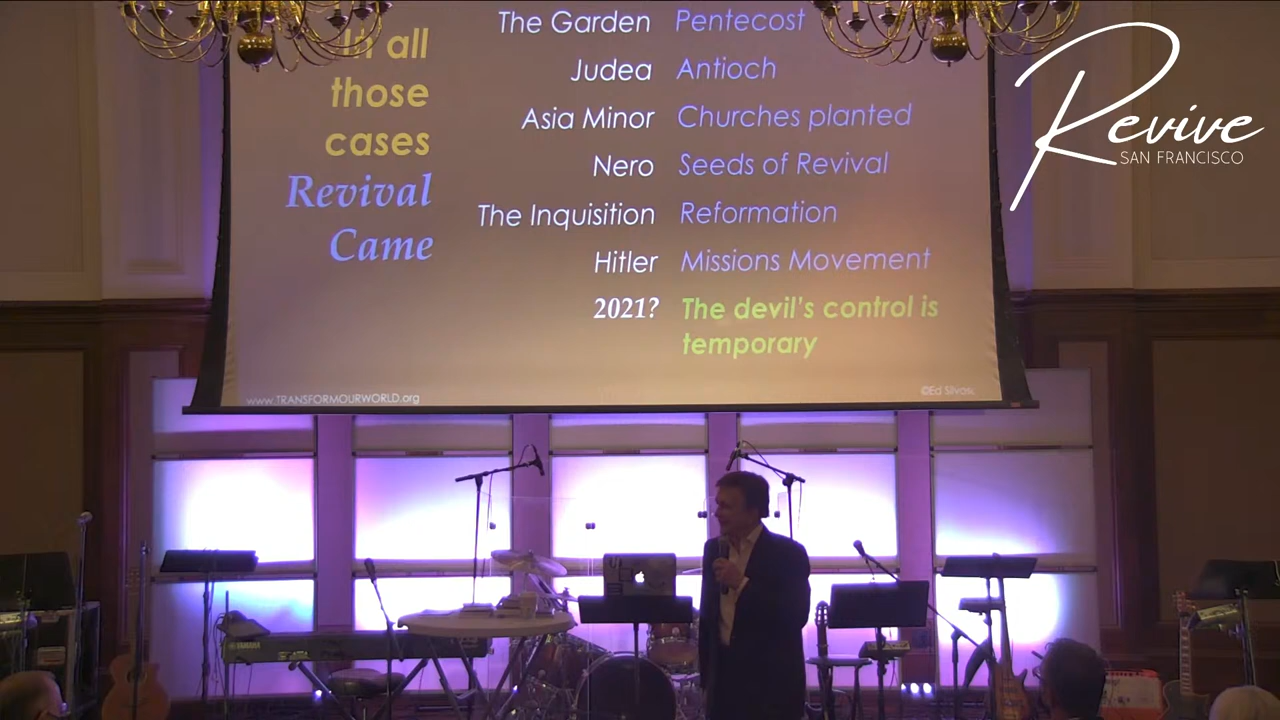 In all
those
cases
Revival
Came
The Garden Pentecost
Judea Antioch
Asia Minor Churches planted
Nero Seeds of Revival
The Inquisition Reformation
Hitler Missions Movement
2021? The devil's control is
temporary
www.TRANSFORMOURWORLD.org
©Ed Silvoso
Revive
SAN FRANCISCO
YAMAHA